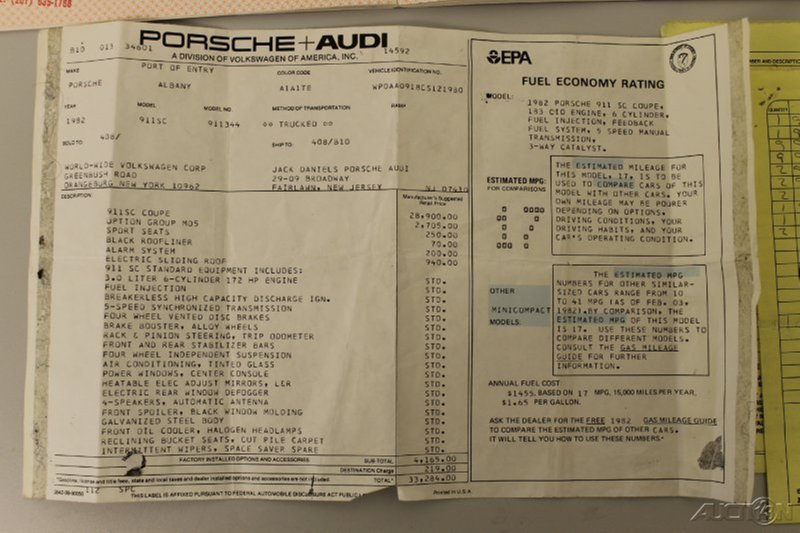 PORSCHE+AUDI
A DIVISION OF VOLKSWAGEN OF AMERICA, INC.
810 013 34601
14592
MAKE PORT OF ENTRY COLOR CODE VEHICLE IDENTIFICATION NO.
PORSCHE ALBANY A1A1TE WPOAA0918CS121980
YEAR MODEL MODEL NO. METHOD OF TRANSPORTATION
1982 911SC 911344 ** TRUCKED **
SOLD TO 408/ SHIP TO: 408/810
WORLD-WIDE VOLKSWAGEN CORP JACK DANIELS PORSCHE AUDI
GREENBUSH ROAD 29-09 BROADWAY
ORANGEBURG, NEW YORK 10962 FAIRLAWN, NEW JERSEY NJ 07410
DESCRIPTION: Manufacturer's Suggested Retail Price
911SC COUPE 28,900.00
OPTION GROUP M05 2,705.00
SPORT SEATS 250.00
BLACK ROOFLINER 70.00
ALARM SYSTEM 200.00
ELECTRIC SLIDING ROOF 940.00
911 SC STANDARD EQUIPMENT INCLUDES:
3.0 LITER 6-CYLINDER 172 HP ENGINE STD.
FUEL INJECTION STD.
BREAKERLESS HIGH CAPACITY DISCHARGE IGN. STD.
5-SPEED SYNCHRONIZED TRANSMISSION STD.
FOUR WHEEL VENTED DISC BRAKES STD.
BRAKE BOOSTER, ALLOY WHEELS STD.
RACK & PINION STEERING, TRIP ODOMETER STD.
FRONT AND REAR STABILIZER BARS STD.
FOUR WHEEL INDEPENDENT SUSPENSION STD.
AIR CONDITIONING, TINTED GLASS STD.
POWER WINDOWS, CENTER CONSOLE STD.
HEATABLE ELEC ADJUST MIRRORS, L&R STD.
ELECTRIC REAR WINDOW DEFOGGER STD.
4-SPEAKERS, AUTOMATIC ANTENNA STD.
FRONT SPOILER, BLACK WINDOW MOLDING STD.
GALVANIZED STEEL BODY STD.
FRONT OIL COOLER, HALOGEN HEADLAMPS STD.
RECLINING BUCKET SEATS, CUT PILE CARPET STD.
INTERMITTENT WIPERS, SPACE SAVER SPARE STD.
FACTORY INSTALLED OPTIONS AND ACCESSORIES SUB-TOTAL 4,165.00
DESTINATION Charge 219.00
*Gasoline, license and title fees, state and local taxes and dealer installed options and accessories are not included. TOTAL* 33,284.00
112 SPC
THIS LABEL IS AFFIXED PURSUANT TO FEDERAL AUTOMOBILE DISCLOSURE ACT PUBLIC
EPA
FUEL ECONOMY RATING
MODEL:
1982 PORSCHE 911 SC COUPE,
183 CID ENGINE, 6 CYLINDER,
FUEL INJECTION, FEEDBACK
FUEL SYSTEM, 5 SPEED MANUAL
TRANSMISSION,
3-WAY CATALYST.
ESTIMATED MPG:
FOR COMPARISONS
THE ESTIMATED MILEAGE FOR
THIS MODEL, 17, IS TO BE
USED TO COMPARE CARS OF THIS
MODEL WITH OTHER CARS. YOUR
OWN MILEAGE MAY BE POORER
DEPENDING ON OPTIONS,
DRIVING CONDITIONS, YOUR
DRIVING HABITS, AND YOUR
CAR'S OPERATING CONDITION.
OTHER
MINICOMPACT
MODELS:
THE ESTIMATED MPG
NUMBERS FOR OTHER SIMILAR-
SIZED CARS RANGE FROM 10
TO 41 MPG (AS OF FEB. 03,
1982). BY COMPARISON, THE
ESTIMATED MPG OF THIS MODEL
IS 17. USE THESE NUMBERS TO
COMPARE DIFFERENT MODELS.
CONSULT THE GAS MILEAGE
GUIDE FOR FURTHER
INFORMATION.
ANNUAL FUEL COST:
$1455, BASED ON 17 MPG, 15,000 MILES PER YEAR,
$1.65 PER GALLON.
ASK THE DEALER FOR THE FREE 1982 GAS MILEAGE GUIDE
TO COMPARE THE ESTIMATED MPG OF OTHER CARS.
IT WILL TELL YOU HOW TO USE THESE NUMBERS"
Printed in U.S.A.
QUANTITY